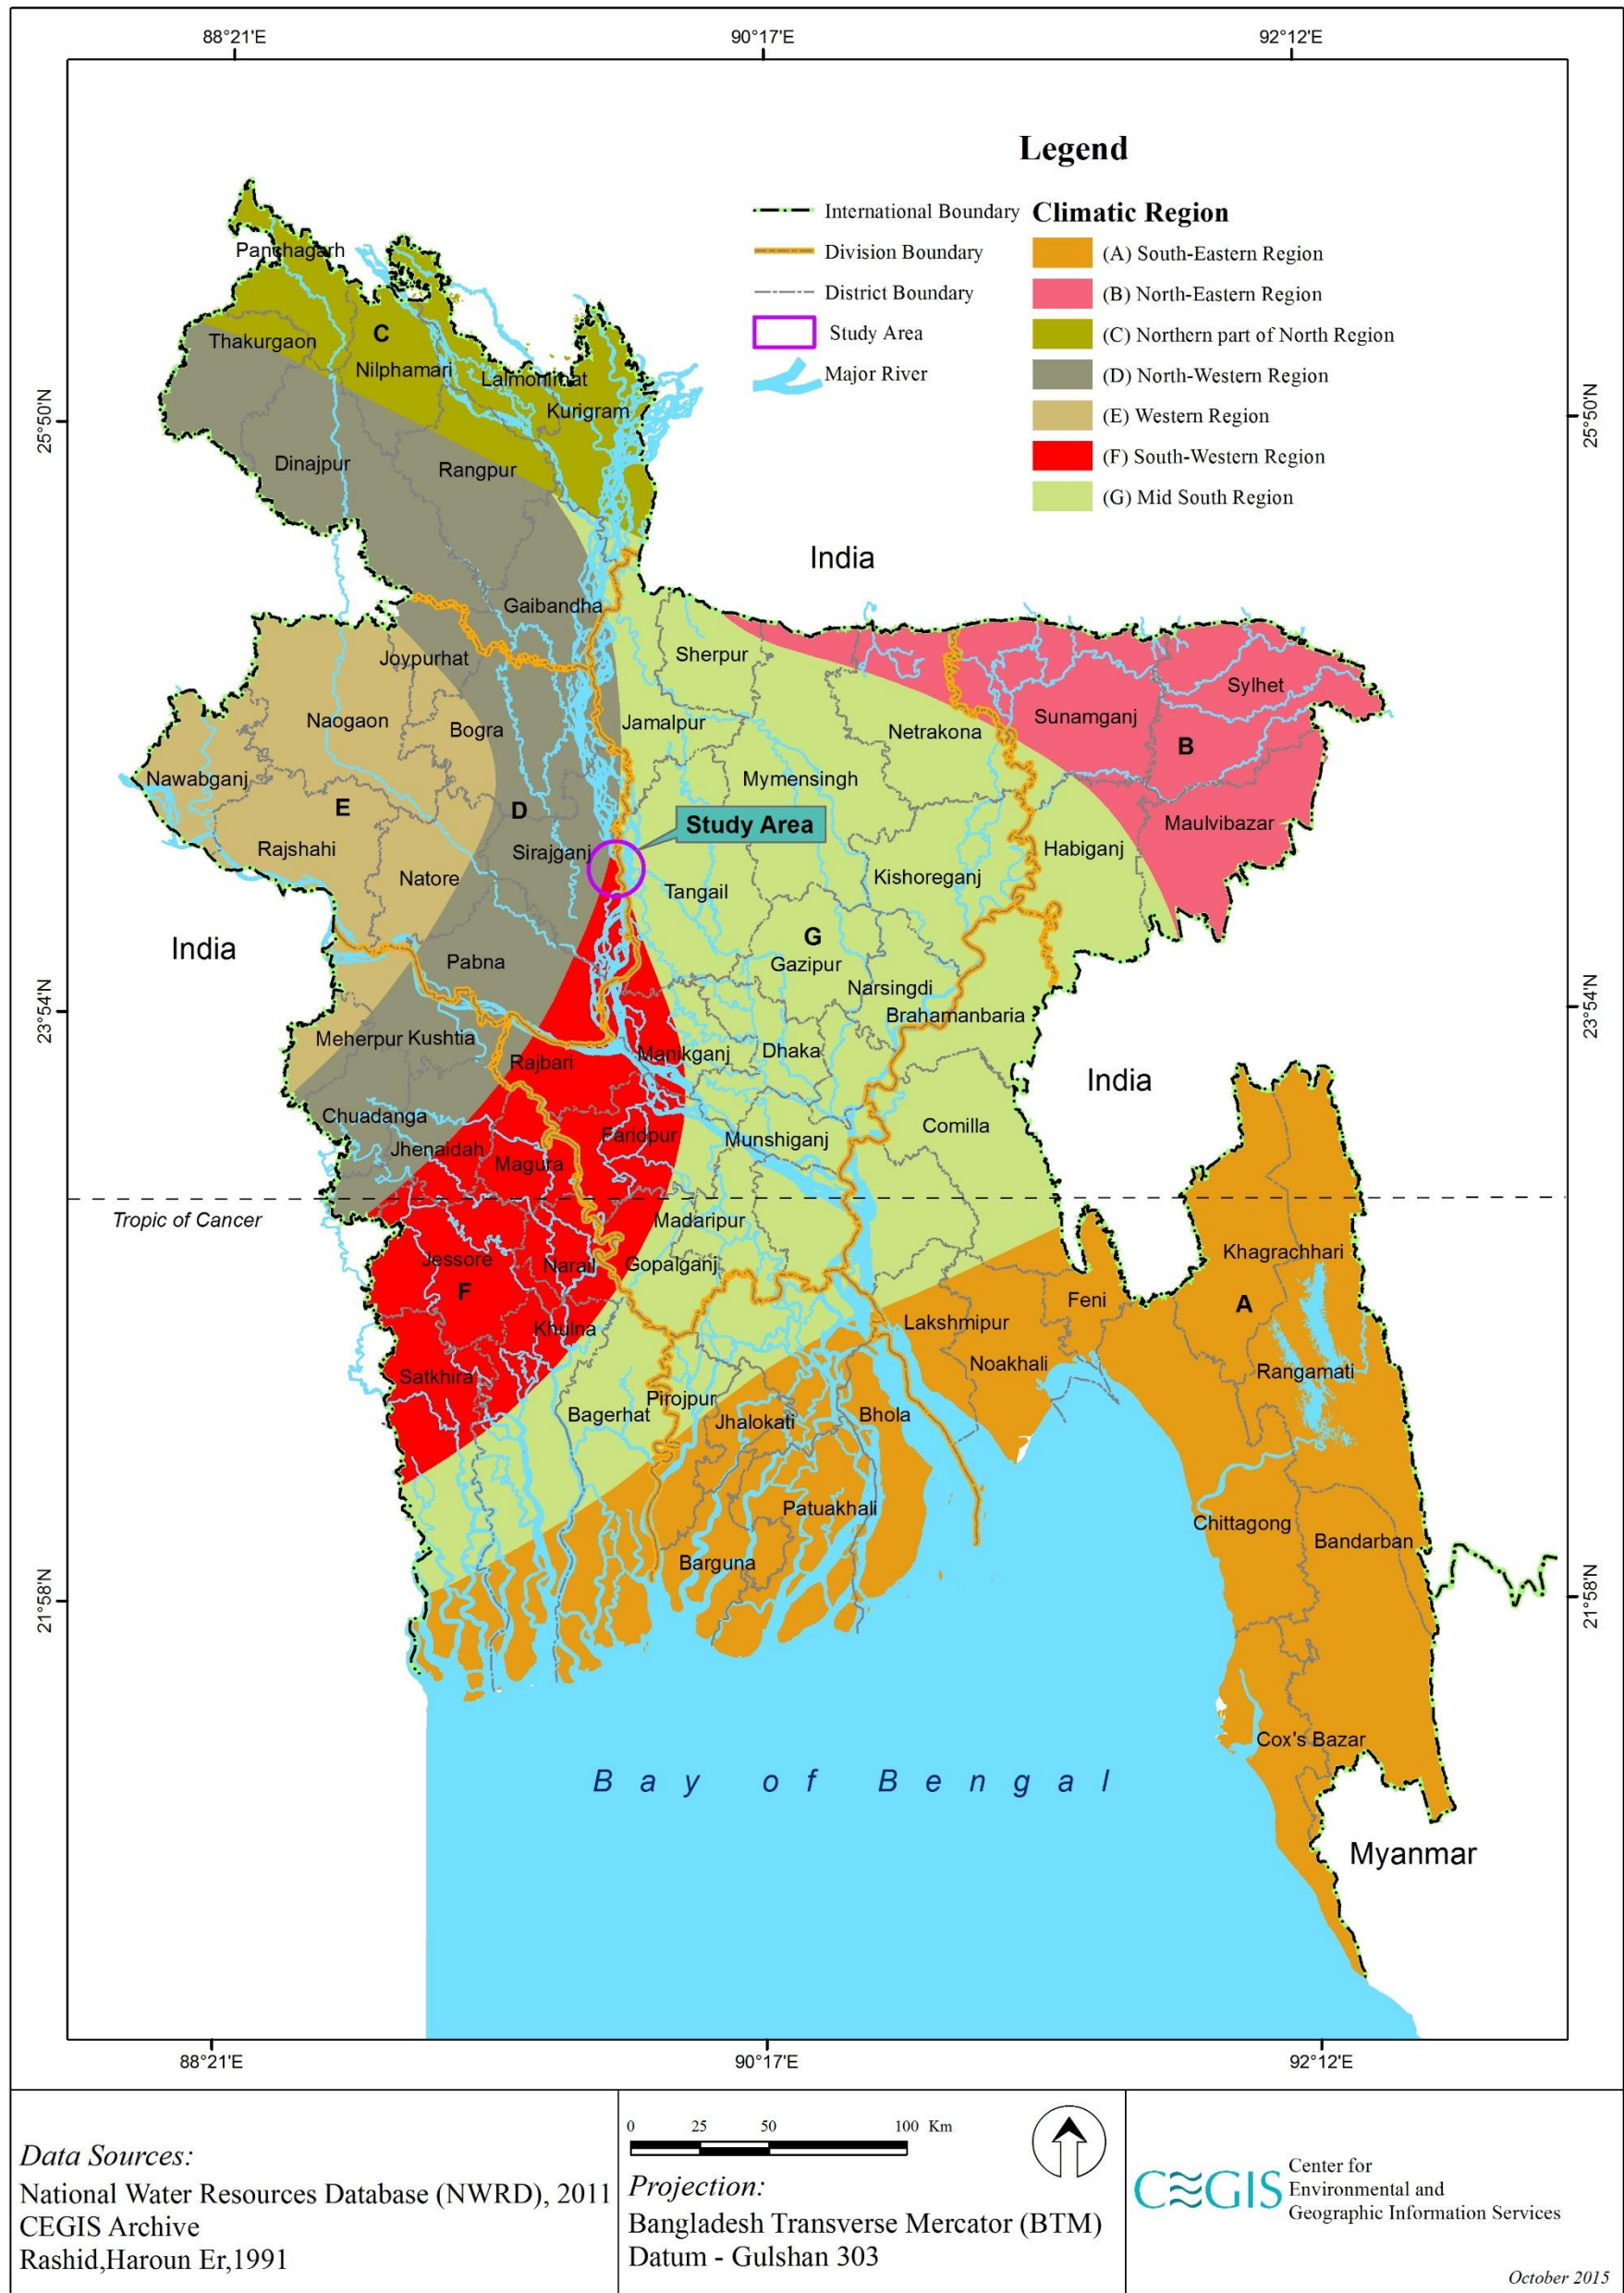 88°21'E 90°17'E 92°12'E
Legend
International Boundary
Division Boundary
District Boundary
Study Area
Major River
Climatic Region
(A) South-Eastern Region
(B) North-Eastern Region
(C) Northern part of North Region
(D) North-Western Region
(E) Western Region
(F) South-Western Region
(G) Mid South Region
Panchagarh
C
Thakurgaon
Nilphamari
Lalmonirhat
Kurigram
25°50'N
25°50'N
Dinajpur
Rangpur
India
Gaibandha
Joypurhat
Sherpur
Sylhet
Naogaon
Bogra
Jamalpur
Netrakona
Sunamganj
B
Nawabganj
Mymensingh
E
D
Study Area
Maulvibazar
Rajshahi
Sirajganj
Habiganj
Natore
Tangail
Kishoreganj
India
G
Pabna
Gazipur
Narsingdi
23°54'N
23°54'N
Brahamanbaria
Meherpur
Kushtia
Rajbari
Manikganj
Dhaka
India
Chuadanga
Jhenaidah
Magura
Faridpur
Munshiganj
Comilla
Tropic of Cancer
Madaripur
Jessore
Narail
Gopalganj
Khagrachhari
F
Feni
A
Khulna
Lakshmipur
Noakhali
Rangamati
Satkhira
Bagerhat
Pirojpur
Jhalokati
Bhola
Patuakhali
Chittagong
Bandarban
Barguna
21°58'N
21°58'N
Cox's Bazar
Bay of Bengal
Myanmar
88°21'E 90°17'E 92°12'E
Data Sources:
National Water Resources Database (NWRD), 2011
CEGIS Archive
Rashid,Haroun Er,1991
0 25 50 100 Km
Projection:
Bangladesh Transverse Mercator (BTM)
Datum - Gulshan 303
CEGIS
Center for
Environmental and
Geographic Information Services
October 2015